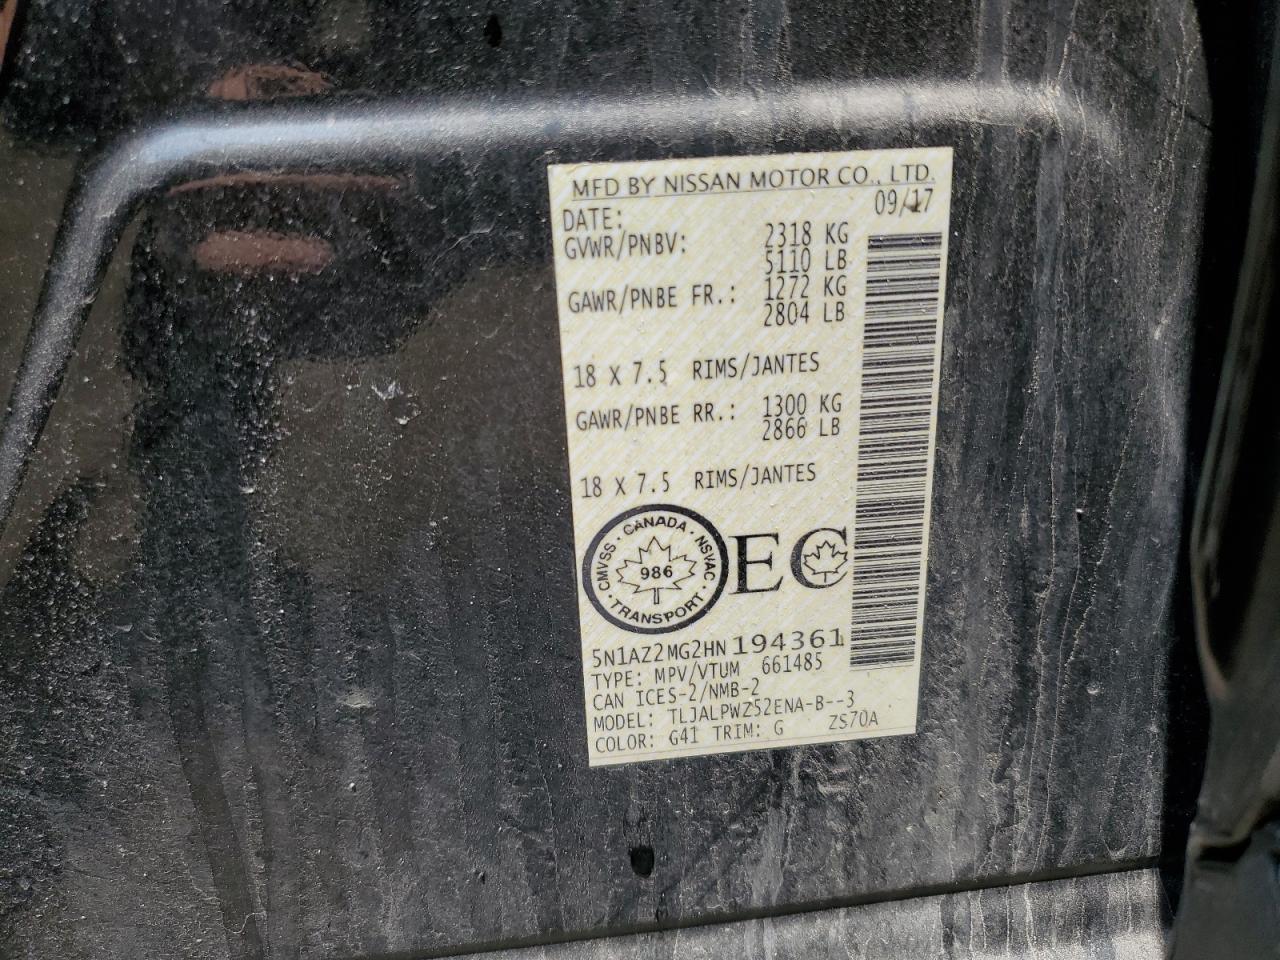 MFD BY NISSAN MOTOR CO., LTD.
DATE: 09/17
GVWR/PNBV: 2318 KG
5110 LB
GAWR/PNBE FR.: 1272 KG
2804 LB
18 X 7.5 RIMS/JANTES
GAWR/PNBE RR.: 1300 KG
2866 LB
18 X 7.5 RIMS/JANTES
CMVSS · CANADA · NSVAC · TRANSPORT ·
986
EC
5N1AZ2MG2HN194361
TYPE: MPV/VTUM 661485
CAN ICES-2/NMB-2
MODEL: TLJALPWZ52ENA-B--3
COLOR: G41 TRIM: G ZS70A